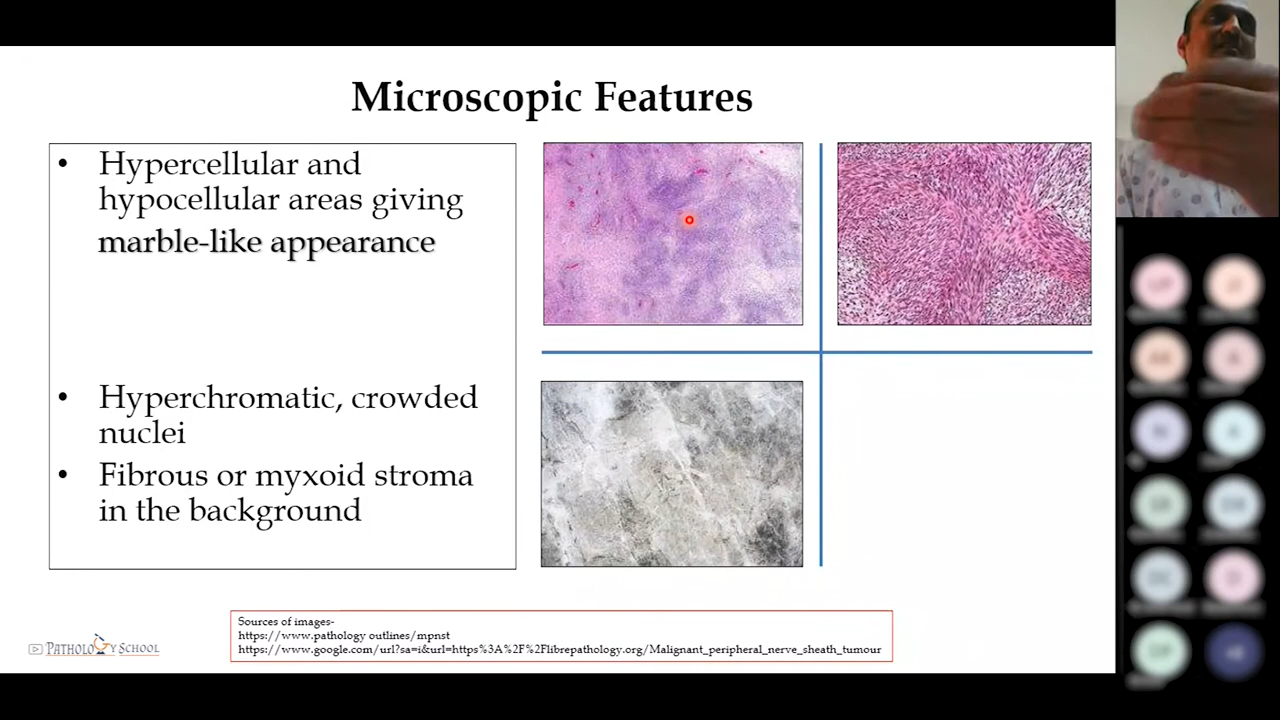 Microscopic Features
• Hypercellular and
hypocellular areas giving
marble-like appearance
• Hyperchromatic, crowded
nuclei
• Fibrous or myxoid stroma
in the background
Sources of images-
https://www.pathology outlines/mpnst
https://www.google.com/url?sa=i&url=https%3A%2F%2Flibrepathology.org/Malignant_peripheral_nerve_sheath_tumour
PATHOLOGY SCHOOL